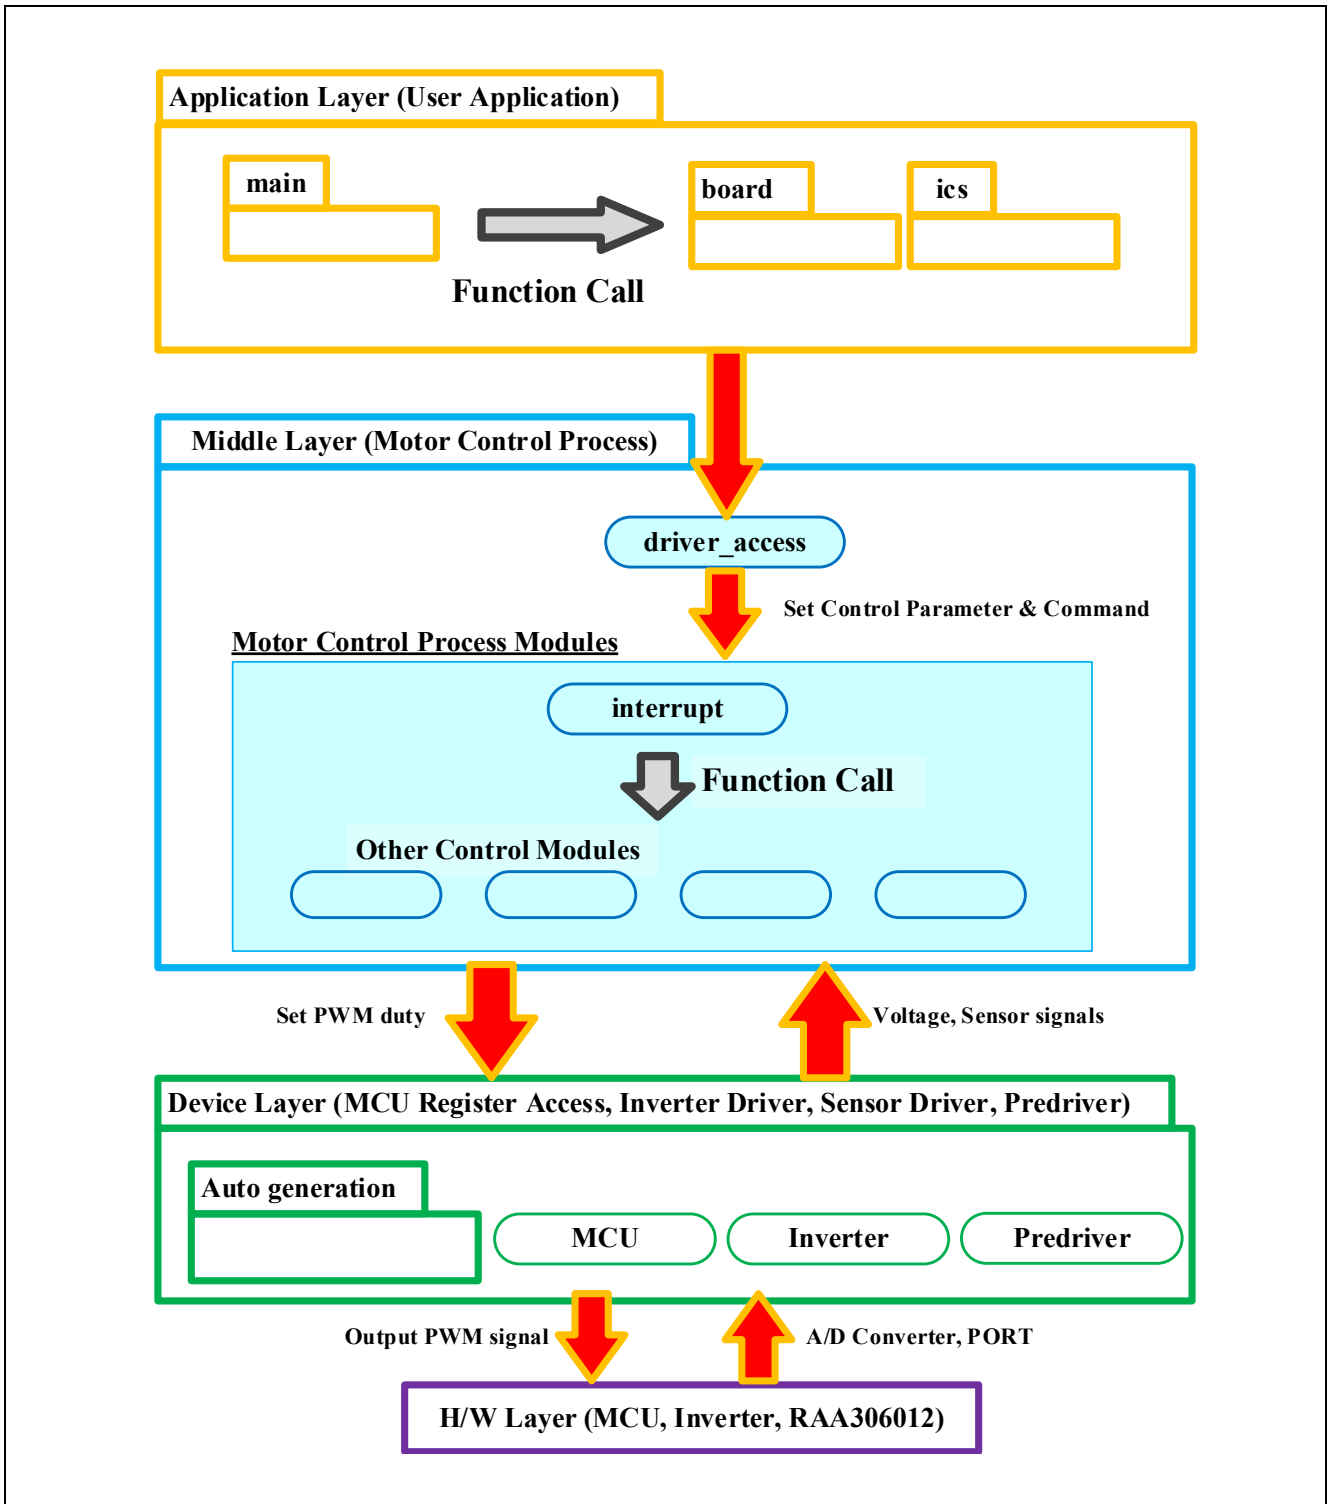 Application Layer (User Application)
main
board
ics
Function Call
Middle Layer (Motor Control Process)
driver_access
Set Control Parameter & Command
Motor Control Process Modules
interrupt
Function Call
Other Control Modules
Set PWM duty
Voltage, Sensor signals
Device Layer (MCU Register Access, Inverter Driver, Sensor Driver, Predriver)
Auto generation
MCU
Inverter
Predriver
Output PWM signal
A/D Converter, PORT
H/W Layer (MCU, Inverter, RAA306012)